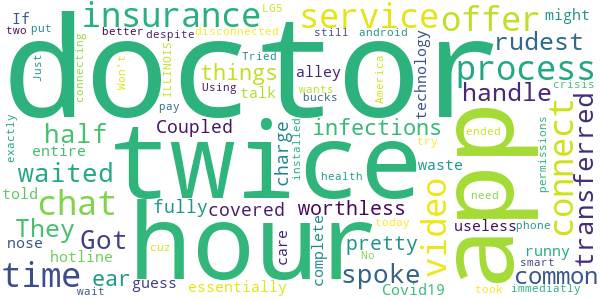 doctor
twice
hour
app
insurance
service
offer
process
rudest
handle
common
connect
transferred
video
technology
things
talk
alley
infections
charge
Coupled
half
entire
waited
chat
told
They
Got
nose
hotline
time
wait
ear
guess
fully
covered
essentially
worthless
care
complete
pretty
spoke
Covid19
useless
waste
runny
smart
immediatly
took
need
ended
try
today
No
cuz
health
installed
permissions
phone
crisis
wants
bucks
Using
Tried
America
still
android
might
disconnected
LG5
despite
better
two
put
If
Just
connecting
Won't
ILLINOIS
pay
exactly